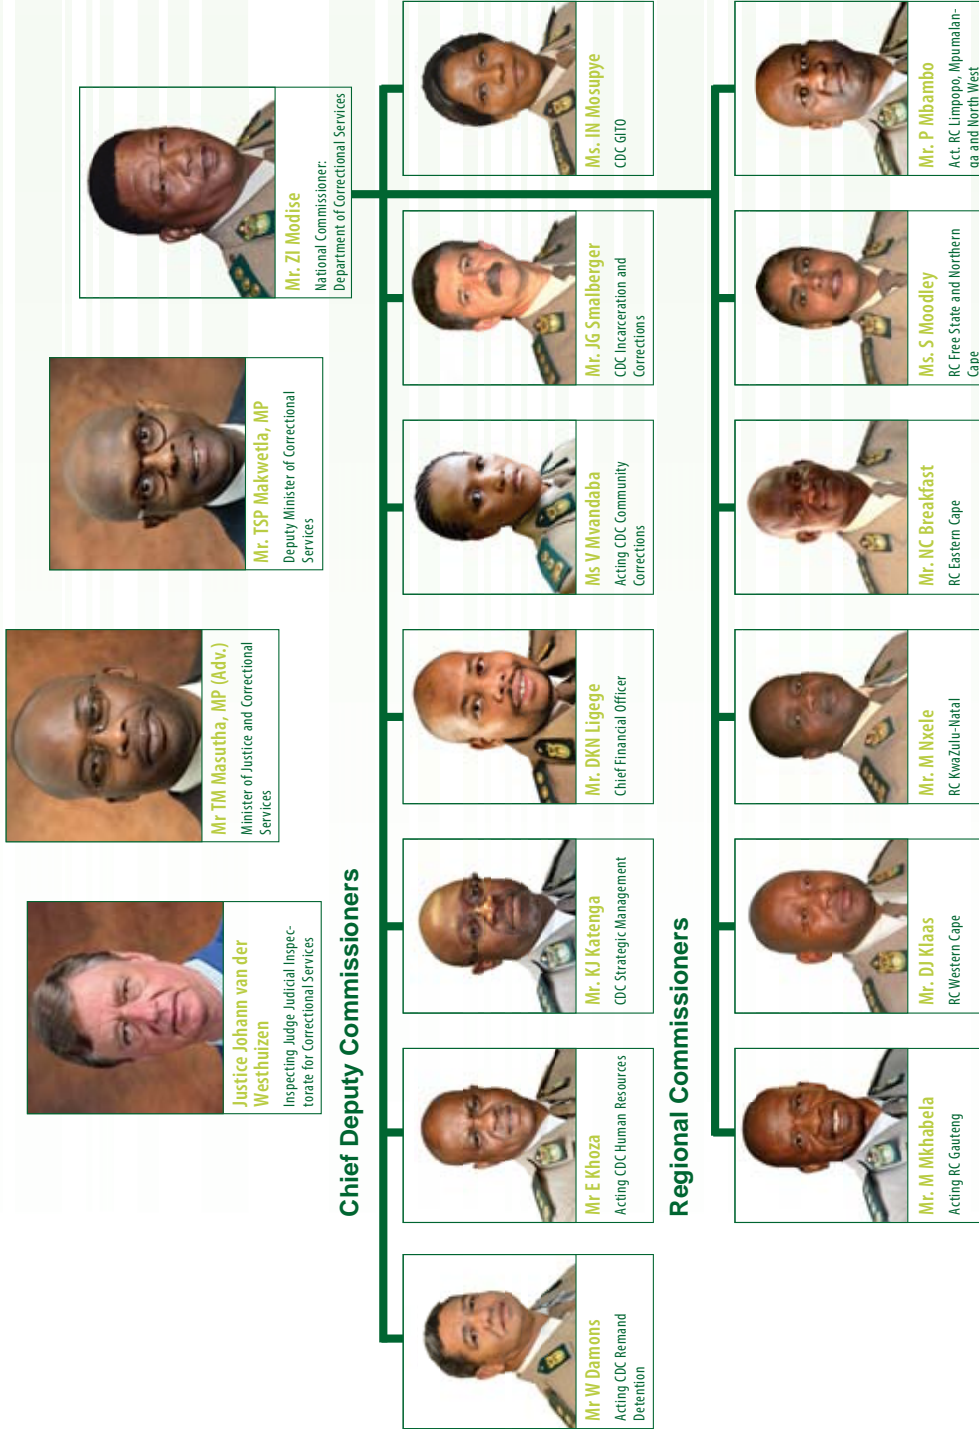 Justice Johann van der
Westhuizen
Inspecting Judge Judicial Inspec-
torate for Correctional Services
Mr TM Masutha, MP (Adv.)
Minister of Justice and Correctional
Services
Mr. TSP Makwetla, MP
Deputy Minister of Correctional
Services
Mr. ZI Modise
National Commissioner:
Department of Correctional Services
Chief Deputy Commissioners
Mr W Damons
Acting CDC Remand
Detention
Mr E Khoza
Acting CDC Human Resources
Mr. KJ Katenga
CDC Strategic Management
Mr. DKN Ligege
Chief Financial Officer
Ms V Mvandaba
Acting CDC Community
Corrections
Mr. JG Smalberger
CDC Incarceration and
Corrections
Ms. IN Mosupye
CDC GITO
Regional Commissioners
Mr. M Mkhabela
Acting RC Gauteng
Mr. DJ Klaas
RC Western Cape
Mr. M Nxele
RC KwaZulu-Natal
Mr. NC Breakfast
RC Eastern Cape
Ms. S Moodley
RC Free State and Northern
Cape
Mr. P Mbambo
Act. RC Limpopo, Mpumalan-
ga and North West